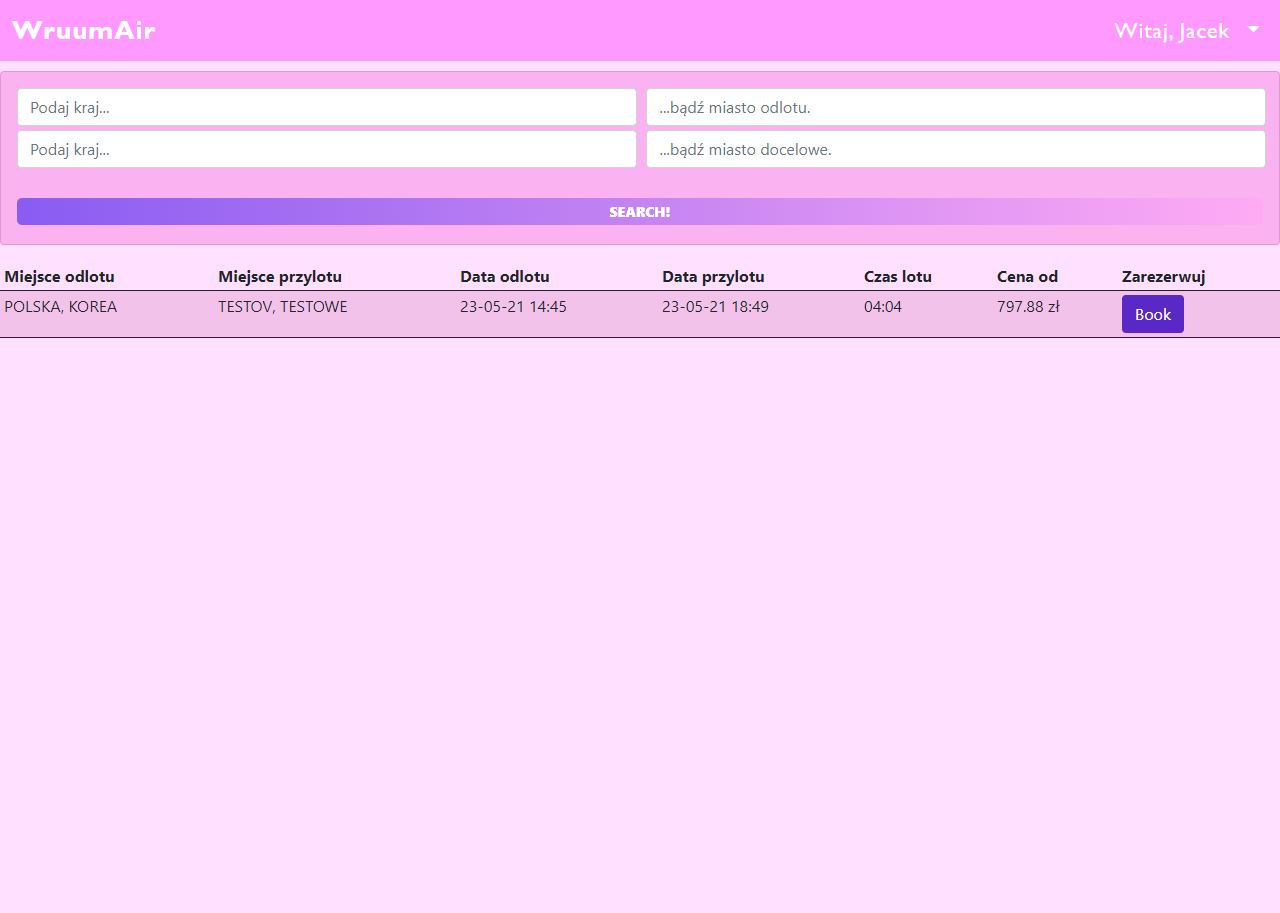 WruumAir Witaj, Jacek
Podaj kraj... ...bądź miasto odlotu.
Podaj kraj... ...bądź miasto docelowe.
SEARCH!
Miejsce odlotu Miejsce przylotu Data odlotu Data przylotu Czas lotu Cena od Zarezerwuj
POLSKA, KOREA TESTOV, TESTOWE 23-05-21 14:45 23-05-21 18:49 04:04 797.88 zł Book